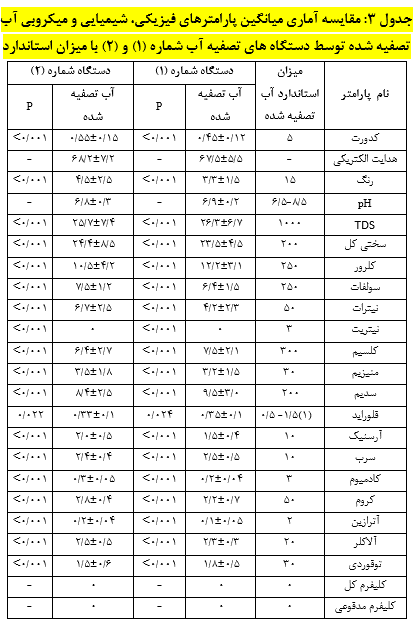 جدول ۳: مقایسه آماری میانگین پارامترهای فیزیکی، شیمیایی و میکروبی آب
تصفیه شده توسط دستگاه های تصفیه آب شماره (۱) و (۲) با میزان استاندارد
نام پارامتر میزان استاندارد آب تصفیه شده دستگاه شماره (۱) دستگاه شماره (۲)
آب تصفیه شده P آب تصفیه شده P
کدورت ۵ ۰/۴۵±۰/۱۲ <۰/۰۰۱ ۰/۵۵±۰/۱۵ <۰/۰۰۱
هدایت الکتریکی - ۶۷/۵±۵/۵ - ۶۸/۲±۷/۲ -
رنگ ۱۵ ۳/۳±۱/۵ <۰/۰۰۱ ۴/۵±۲/۵ <۰/۰۰۱
pH ۶/۵-۸/۵ ۶/۹±۰/۲ - ۶/۸±۰/۳ -
TDS ۱۰۰۰ ۲۶/۳±۶/۷ <۰/۰۰۱ ۲۵/۷±۷/۴ <۰/۰۰۱
سختی کل ۲۰۰ ۲۳/۵±۴/۵ <۰/۰۰۱ ۲۴/۴±۸/۵ <۰/۰۰۱
کلرور ۲۵۰ ۱۲/۲±۳/۱ <۰/۰۰۱ ۱۰/۵±۴/۲ <۰/۰۰۱
سولفات ۲۵۰ ۶/۴±۱/۵ <۰/۰۰۱ ۷/۵±۱/۲ <۰/۰۰۱
نیترات ۵۰ ۴/۲±۲/۳ <۰/۰۰۱ ۶/۷±۲/۵ <۰/۰۰۱
نیتریت ۳ ۰ <۰/۰۰۱ ۰ <۰/۰۰۱
کلسیم ۳۰۰ ۷/۵±۲/۱ <۰/۰۰۱ ۶/۴±۲/۷ <۰/۰۰۱
منیزیم ۳۰ ۳/۲±۱/۵ <۰/۰۰۱ ۳/۵±۱/۸ <۰/۰۰۱
سدیم ۲۰۰ ۹/۵±۳/۰ <۰/۰۰۱ ۸/۴±۲/۵ <۰/۰۰۱
فلوراید ۰/۵-۱/۵(۱) ۰/۳۵±۰/۱ ۰/۰۲۴ ۰/۳۳±۰/۱ ۰/۰۲۲
آرسنیک ۱۰ ۱/۵±۰/۴ <۰/۰۰۱ ۲/۰±۰/۵ <۰/۰۰۱
سرب ۱۰ ۲/۵±۰/۵ <۰/۰۰۱ ۲/۴±۰/۴ <۰/۰۰۱
کادمیوم ۳ ۰/۲±۰/۰۴ <۰/۰۰۱ ۰/۳±۰/۰۵ <۰/۰۰۱
کروم ۵۰ ۲/۲±۰/۷ <۰/۰۰۱ ۲/۸±۰/۴ <۰/۰۰۱
آترازین ۲ ۰/۱±۰/۰۵ <۰/۰۰۱ ۰/۲±۰/۰۴ <۰/۰۰۱
آلاکلر ۲۰ ۲/۳±۰/۳ <۰/۰۰۱ ۲/۵±۰/۵ <۰/۰۰۱
توفوردی ۳۰ ۱/۸±۰/۵ <۰/۰۰۱ ۱/۵±۰/۶ <۰/۰۰۱
کلیفرم کل ۰ ۰ - ۰ -
کلیفرم مدفوعی ۰ ۰ - ۰ -